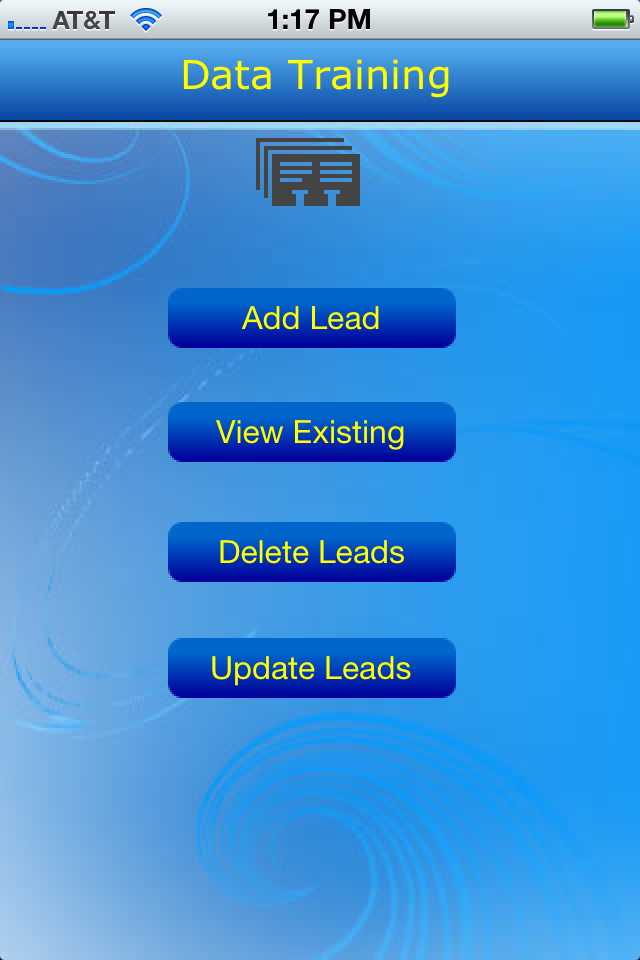 AT&T 1:17 PM
Data Training
Add Lead
View Existing
Delete Leads
Update Leads